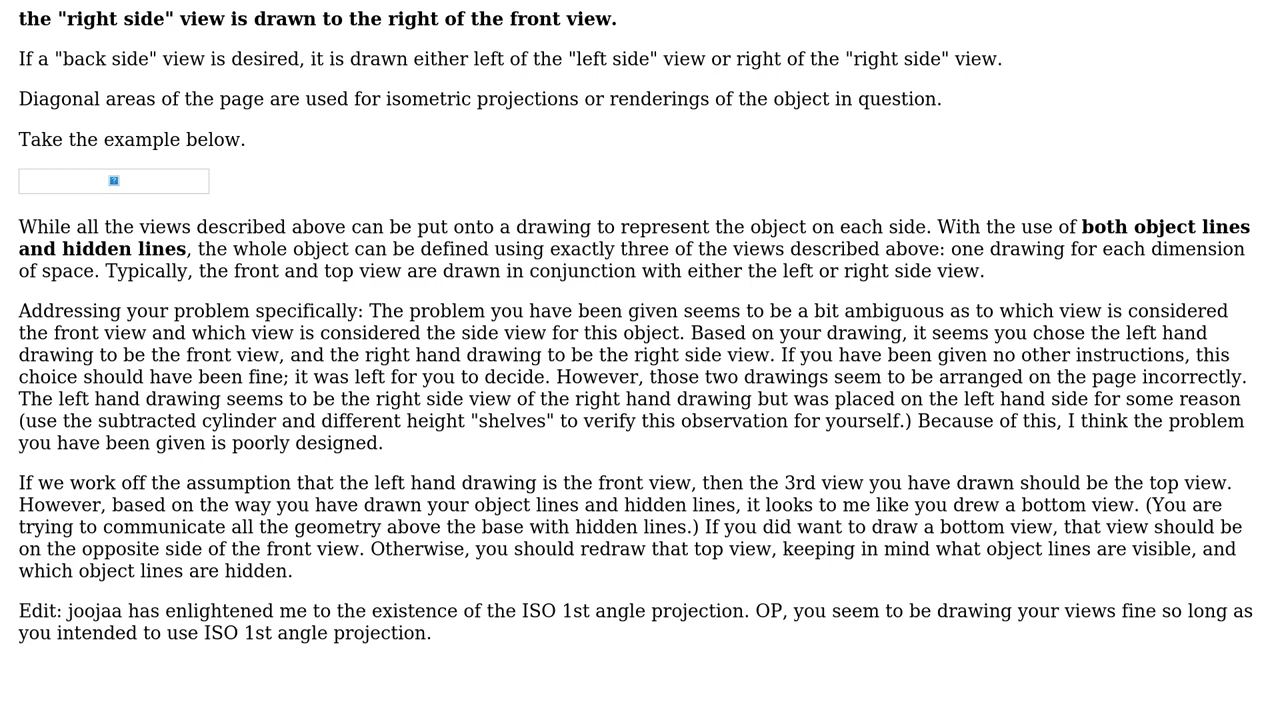 the "right side" view is drawn to the right of the front view.
If a "back side" view is desired, it is drawn either left of the "left side" view or right of the "right side" view.
Diagonal areas of the page are used for isometric projections or renderings of the object in question.
Take the example below.
While all the views described above can be put onto a drawing to represent the object on each side. With the use of both object lines
and hidden lines, the whole object can be defined using exactly three of the views described above: one drawing for each dimension
of space. Typically, the front and top view are drawn in conjunction with either the left or right side view.
Addressing your problem specifically: The problem you have been given seems to be a bit ambiguous as to which view is considered
the front view and which view is considered the side view for this object. Based on your drawing, it seems you chose the left hand
drawing to be the front view, and the right hand drawing to be the right side view. If you have been given no other instructions, this
choice should have been fine; it was left for you to decide. However, those two drawings seem to be arranged on the page incorrectly.
The left hand drawing seems to be the right side view of the right hand drawing but was placed on the left hand side for some reason
(use the subtracted cylinder and different height "shelves" to verify this observation for yourself.) Because of this, I think the problem
you have been given is poorly designed.
If we work off the assumption that the left hand drawing is the front view, then the 3rd view you have drawn should be the top view.
However, based on the way you have drawn your object lines and hidden lines, it looks to me like you drew a bottom view. (You are
trying to communicate all the geometry above the base with hidden lines.) If you did want to draw a bottom view, that view should be
on the opposite side of the front view. Otherwise, you should redraw that top view, keeping in mind what object lines are visible, and
which object lines are hidden.
Edit: joojaa has enlightened me to the existence of the ISO 1st angle projection. OP, you seem to be drawing your views fine so long as
you intended to use ISO 1st angle projection.